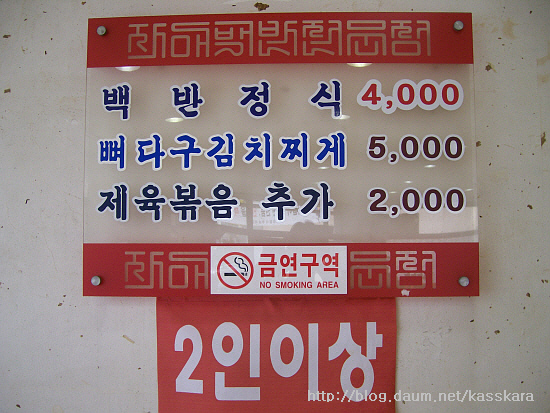 백반정식 4,000
뼈다구김치찌게 5,000
제육볶음 추가 2,000
금연구역
NO SMOKING AREA
2인이상
http://blog.daum.net/kasskara